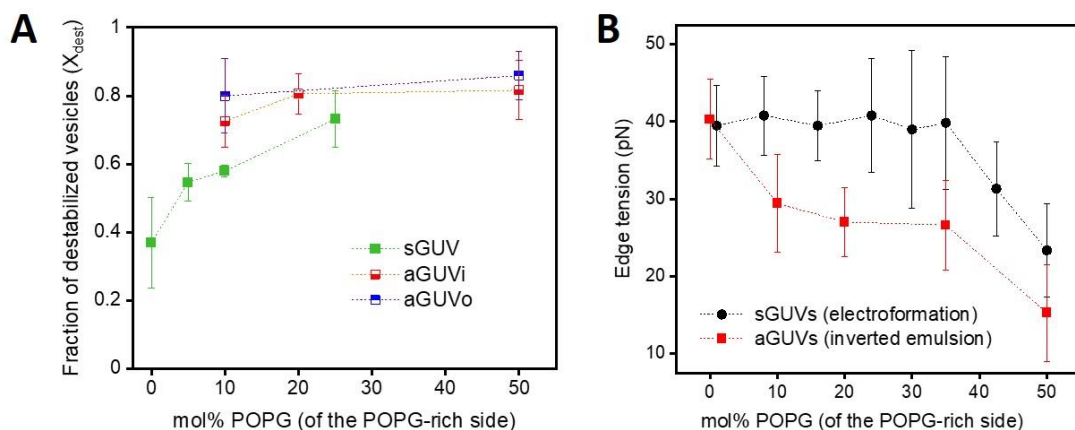 A
Fraction of destabilized vesicles (Xdest)
1
0.8
0.6
0.4
0.2
0
sGUV
aGUVi
aGUVo
0 10 20 30 40 50
mol% POPG (of the POPG-rich side)
B
Edge tension (pN)
50
40
30
20
10
sGUVs (electroformation)
aGUVs (inverted emulsion)
0 10 20 30 40 50
mol% POPG (of the POPG-rich side)